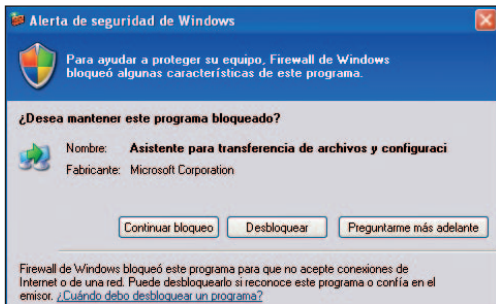 Alerta de seguridad de Windows
Para ayudar a proteger su equipo, Firewall de Windows
bloqueó algunas características de este programa.
¿Desea mantener este programa bloqueado?
Nombre: Asistente para transferencia de archivos y configuraci
Fabricante: Microsoft Corporation
Continuar bloqueo Desbloquear Preguntarme más adelante
Firewall de Windows bloqueó este programa para que no acepte conexiones de
Internet o de una red. Puede desbloquearlo si reconoce este programa o confía en el
emisor. ¿Cuándo debo desbloquear un programa?